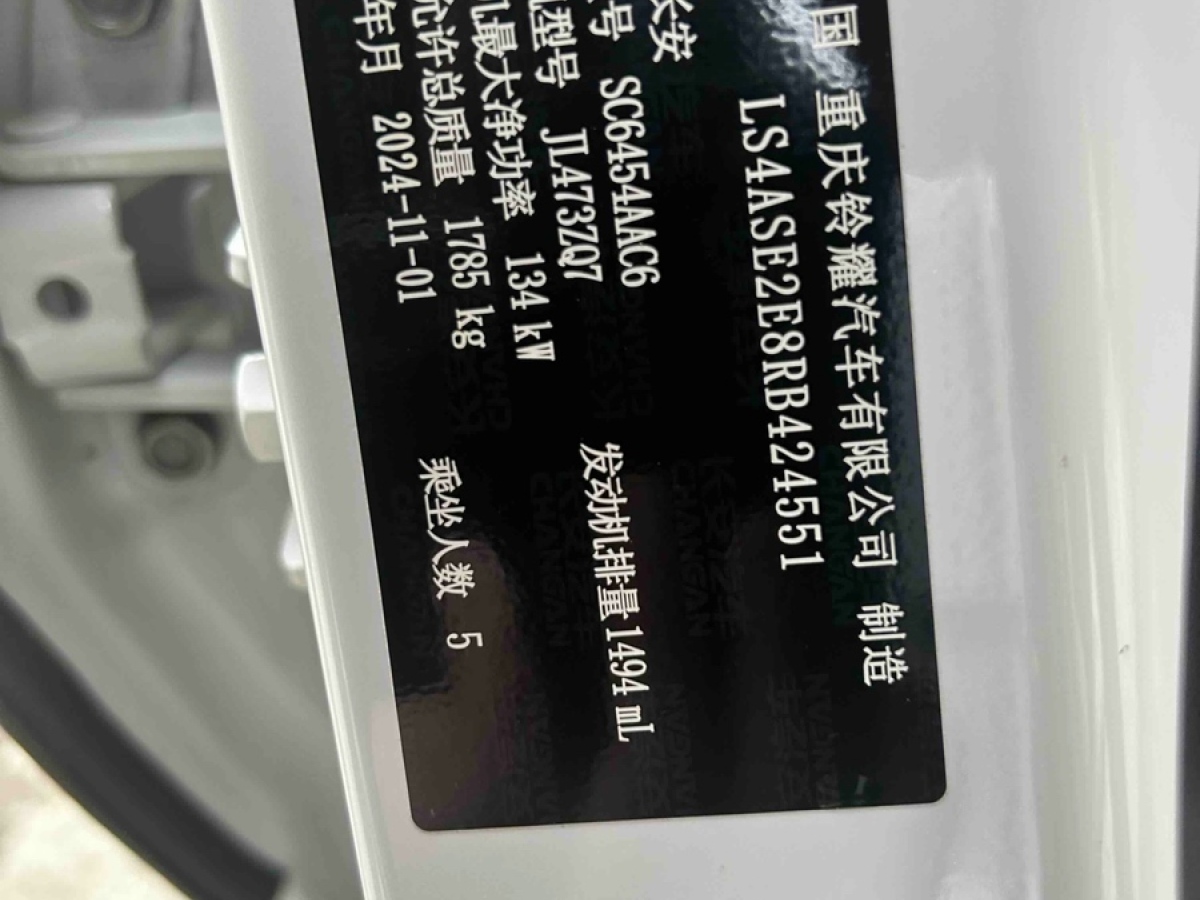 国 重庆铃耀汽车有限公司 制造
LS4ASE2E8RB424551
长安
号 SC6454AAC6
型号 JL473ZQ7 发动机排量 1494 mL
机最大净功率 134 kW
允许总质量 1785 kg
年月 2024-11-01 乘坐人数 5